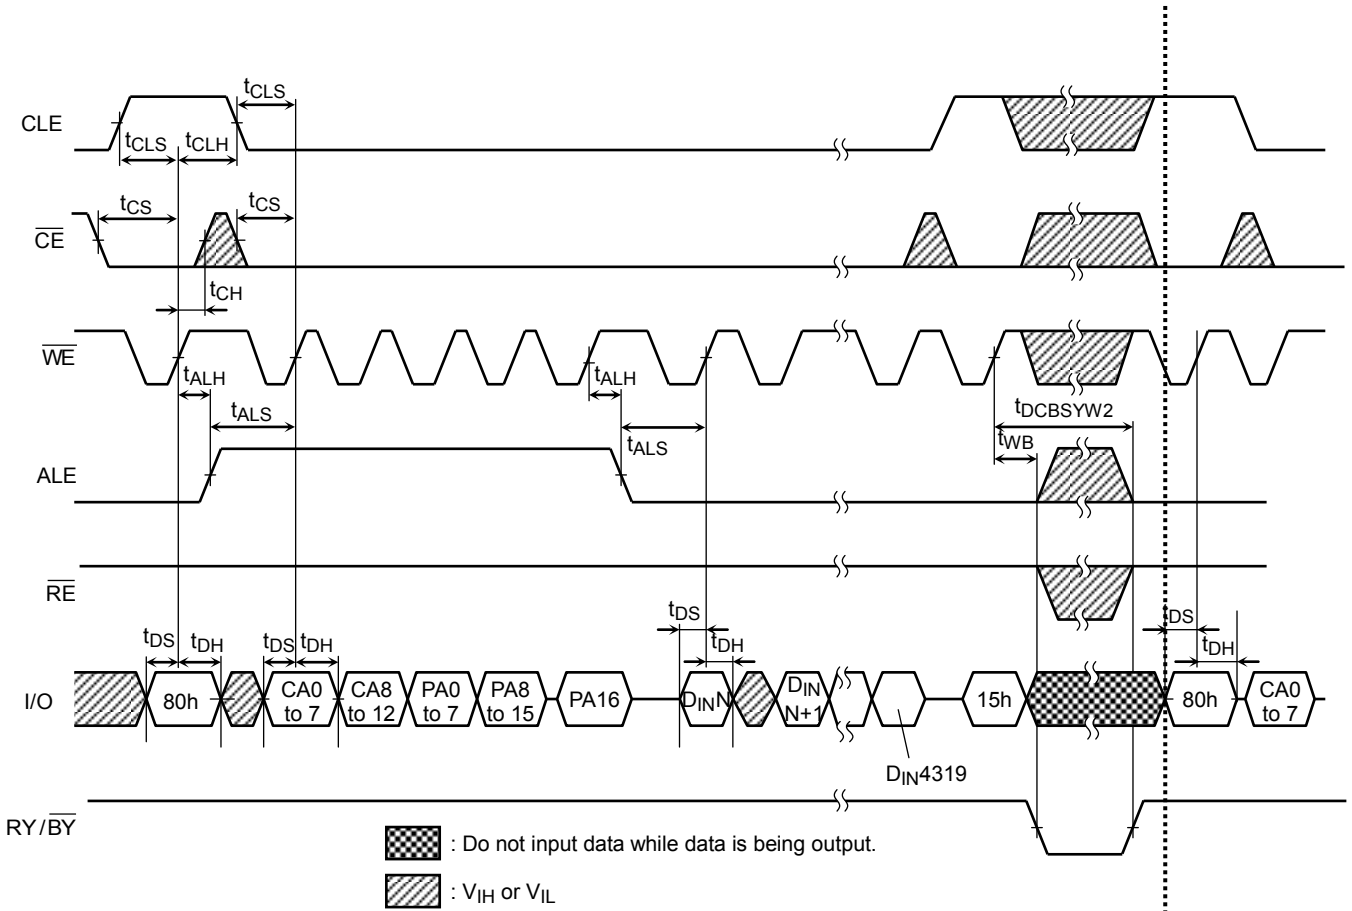 tCLS
CLE
tCLS tCLH
tCS tCS
CE
tCH
WE
tALH tALH
tALS tDCBSYW2
tALS tWB
ALE
RE
tDS tDH tDS tDH tDS tDH tDS tDH
I/O 80h CA0 to 7 CA8 to 12 PA0 to 7 PA8 to 15 PA16 DINN DIN N+1 15h 80h CA0 to 7
DIN4319
RY/BY
: Do not input data while data is being output.
: VIH or VIL